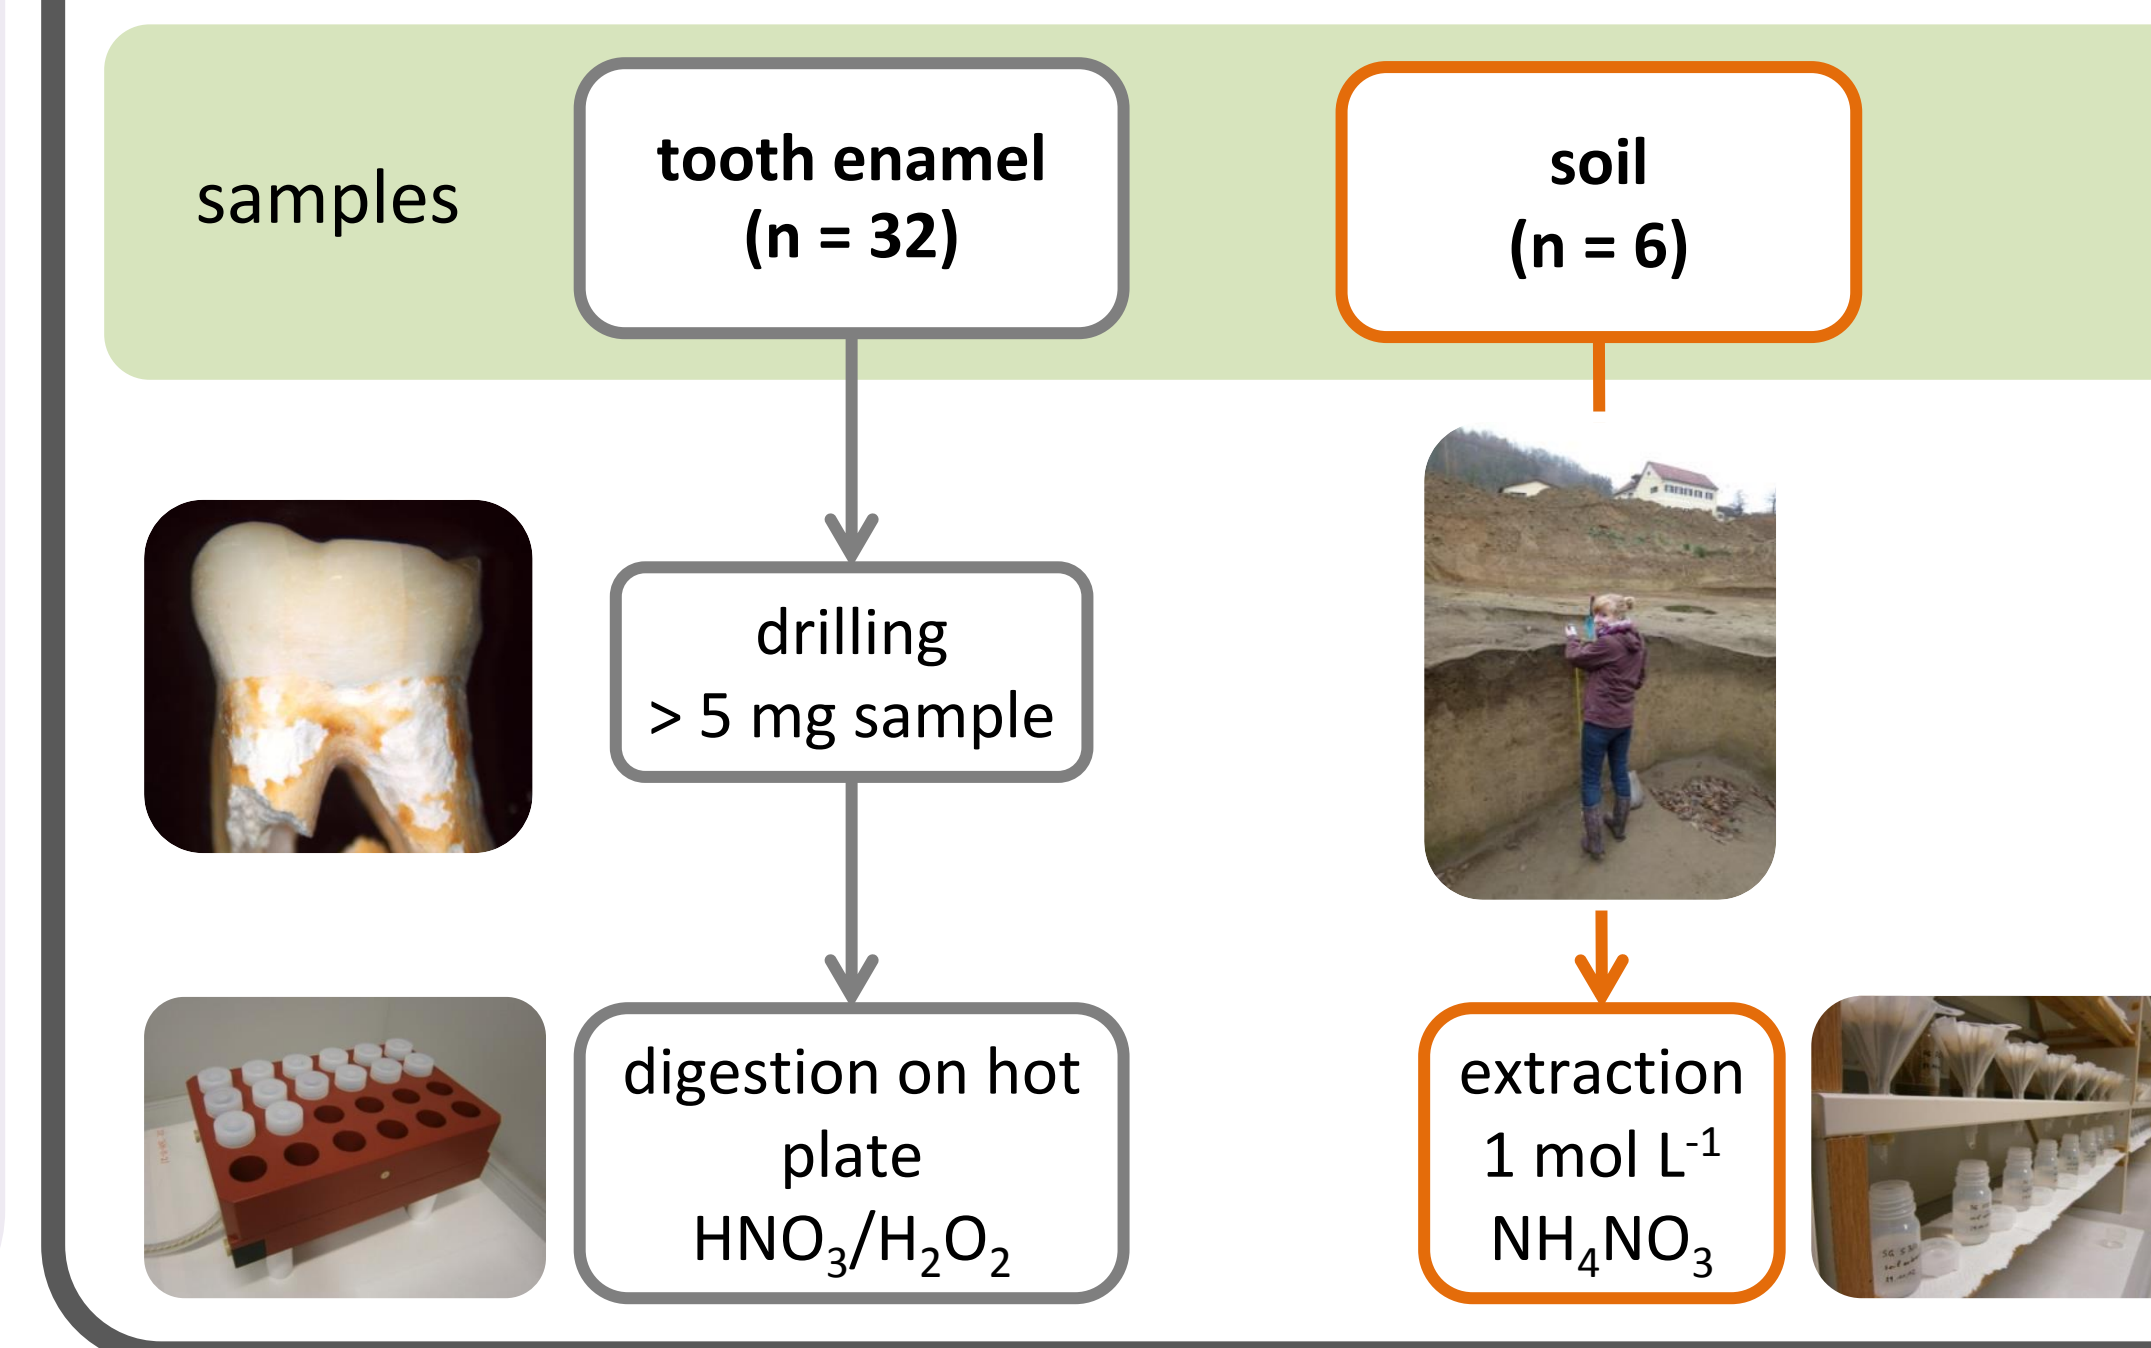 samples
tooth enamel
(n = 32)
soil
(n = 6)
drilling
> 5 mg sample
digestion on hot
plate
HNO₃/H₂O₂
extraction
1 mol L⁻¹
NH₄NO₃